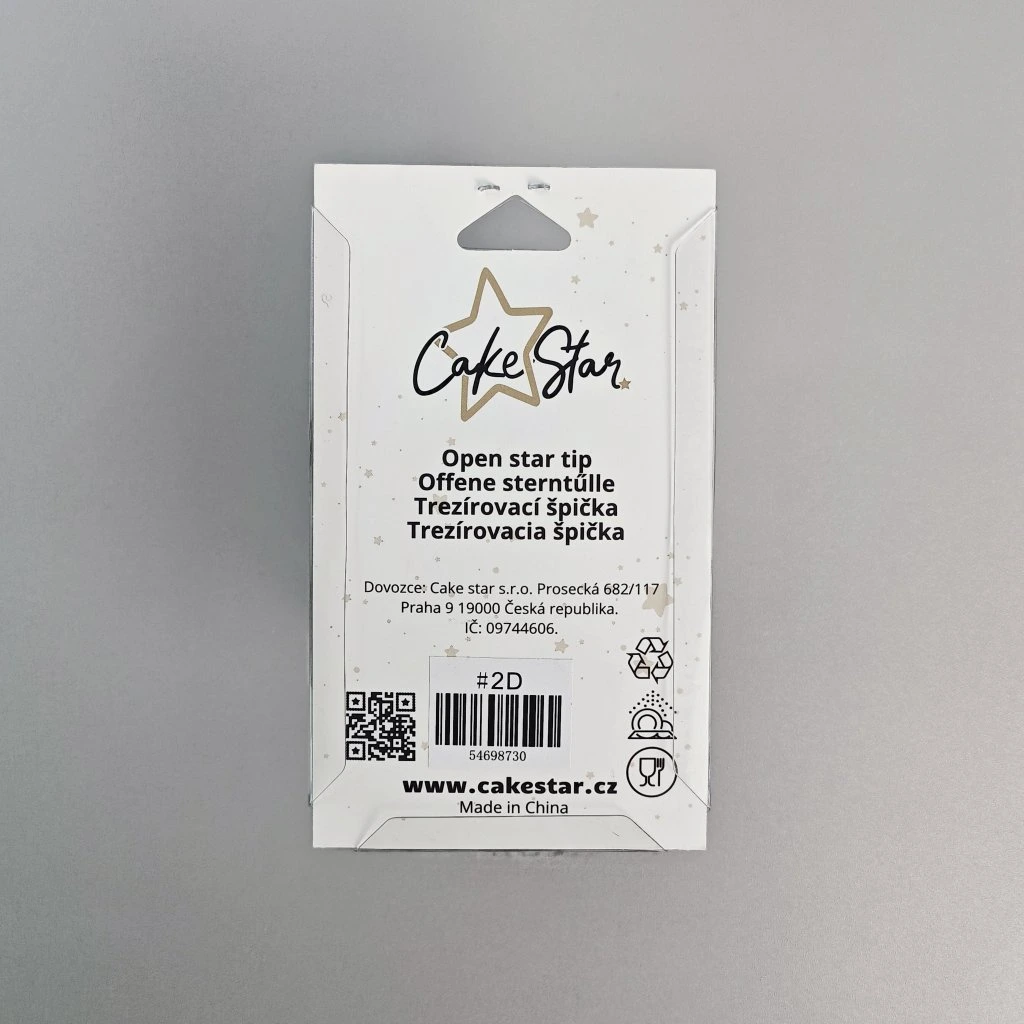 Cake Star
Open star tip
Offene sterntűlle
Trezírovací špička
Trezírovacia špička
Dovozce: Cake star s.r.o. Prosecká 682/117
Praha 9 19000 Česká republika.
IČ: 09744606.
#2D
54698730
www.cakestar.cz
Made in China